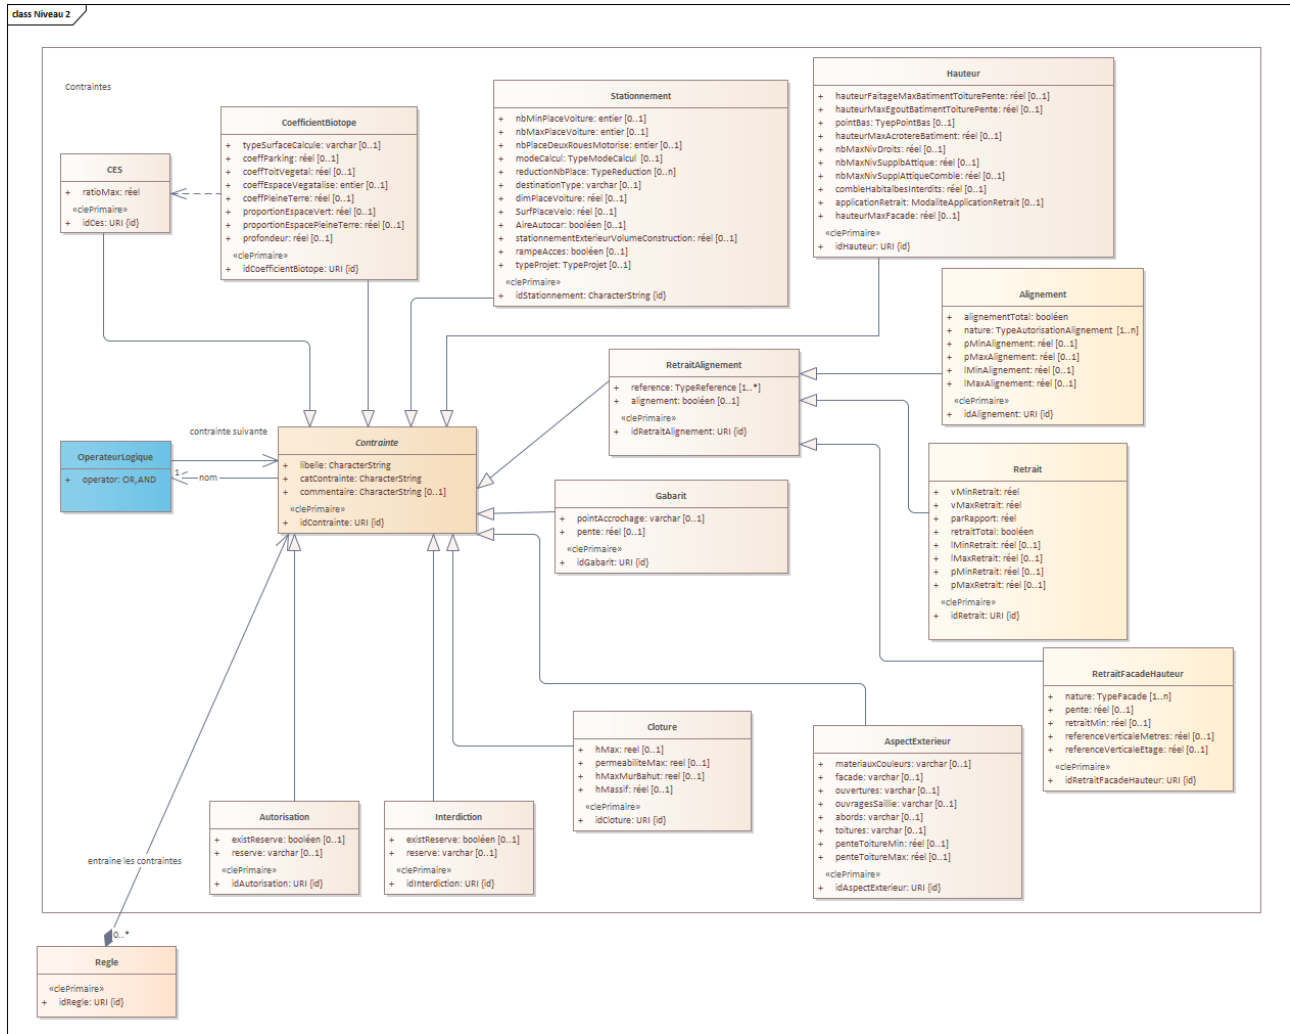 class Niveau 2
Contraintes
CES
+ ratioMax: réel
«clePrimaire»
+ idCes: URI {id}
CoefficientBiotope
+ typeSurfaceCalcule: varchar [0..1]
+ coeffParking: réel [0..1]
+ coeffToitVegetal: réel [0..1]
+ coeffEspaceVegatalise: entier [0..1]
+ coeffPleineTerre: réel [0..1]
+ proportionEspaceVert: réel [0..1]
+ proportionEspacePleineTerre: réel [0..1]
+ profondeur: réel [0..1]
«clePrimaire»
+ idCoefficientBiotope: URI {id}
Stationnement
+ nbMinPlaceVoiture: entier [0..1]
+ nbMaxPlaceVoiture: entier [0..1]
+ nbPlaceDeuxRouesMotorise: entier [0..1]
+ modeCalcul: TypeModeCalcul [0..1]
+ reductionNbPlace: TypeReduction [0..n]
+ destinationType: varchar [0..1]
+ dimPlaceVoiture: réel [0..1]
+ SurfPlaceVelo: réel [0..1]
+ AireAutocar: booléen [0..1]
+ stationnementExterieurVolumeConstruction: réel [0..1]
+ rampeAcces: booléen [0..1]
+ typeProjet: TypeProjet [0..1]
«clePrimaire»
+ idStationnement: CharacterString {id}
Hauteur
+ hauteurFaitageMaxBatimentToiturePente: réel [0..1]
+ hauteurMaxEgoutBatimentToiturePente: réel [0..1]
+ pointBas: TyepPointBas [0..1]
+ hauteurMaxAcrotereBatiment: réel [0..1]
+ nbMaxNivDroits: réel [0..1]
+ nbMaxNivSupplbAttique: réel [0..1]
+ nbMaxNivSupplAttiqueComble: réel [0..1]
+ combleHabitalbesInterdits: réel [0..1]
+ applicationRetrait: ModaliteApplicationRetrait [0..1]
+ hauteurMaxFacade: réel [0..1]
«clePrimaire»
+ idHauteur: URI {id}
Alignement
+ alignementTotal: booléen
+ nature: TypeAutorisationAlignement [1..n]
+ pMinAlignement: réel [0..1]
+ pMaxAlignement: réel [0..1]
+ lMinAlignement: réel [0..1]
+ lMaxAlignement: réel [0..1]
«clePrimaire»
+ idAlignement: URI {id}
RetraitAlignement
+ reference: TypeReference [1..*]
+ alignement: booléen [0..1]
«clePrimaire»
+ idRetraitAlignement: URI {id}
OperateurLogique
+ operator: OR,AND
contrainte suivante
1
nom
Contrainte
+ libelle: CharacterString
+ catContrainte: CharacterString
+ commentaire: CharacterString [0..1]
«clePrimaire»
+ idContrainte: URI {id}
Retrait
+ vMinRetrait: réel
+ vMaxRetrait: réel
+ parRapport: réel
+ retraitTotal: booléen
+ lMinRetrait: réel [0..1]
+ lMaxRetrait: réel [0..1]
+ pMinRetrait: réel [0..1]
+ pMaxRetrait: réel [0..1]
«clePrimaire»
+ idRetrait: URI {id}
Gabarit
+ pointAccrochage: varchar [0..1]
+ pente: réel [0..1]
«clePrimaire»
+ idGabarit: URI {id}
RetraitFacadeHauteur
+ nature: TypeFacade [1..n]
+ pente: réel [0..1]
+ retraitMin: réel [0..1]
+ referenceVerticaleMetres: réel [0..1]
+ referenceVerticaleEtage: réel [0..1]
«clePrimaire»
+ idRetraitFacadeHauteur: URI {id}
Cloture
+ hMax: reel [0..1]
+ permeabiliteMax: reel [0..1]
+ hMaxMurBahut: reel [0..1]
+ hMassif: réel [0..1]
«clePrimaire»
+ idCloture: URI {id}
AspectExterieur
+ materiauxCouleurs: varchar [0..1]
+ facade: varchar [0..1]
+ ouvertures: varchar [0..1]
+ ouvragesSaillie: varchar [0..1]
+ abords: varchar [0..1]
+ toitures: varchar [0..1]
+ penteToitureMin: réel [0..1]
+ penteToitureMax: réel [0..1]
«clePrimaire»
+ idAspectExterieur: URI {id}
Autorisation
+ existReserve: booléen [0..1]
+ reserve: varchar [0..1]
«clePrimaire»
+ idAutorisation: URI {id}
Interdiction
+ existReserve: booléen [0..1]
+ reserve: varchar [0..1]
«clePrimaire»
+ idInterdiction: URI {id}
entraine les contraintes
0..*
Regle
«clePrimaire»
+ idRegle: URI {id}